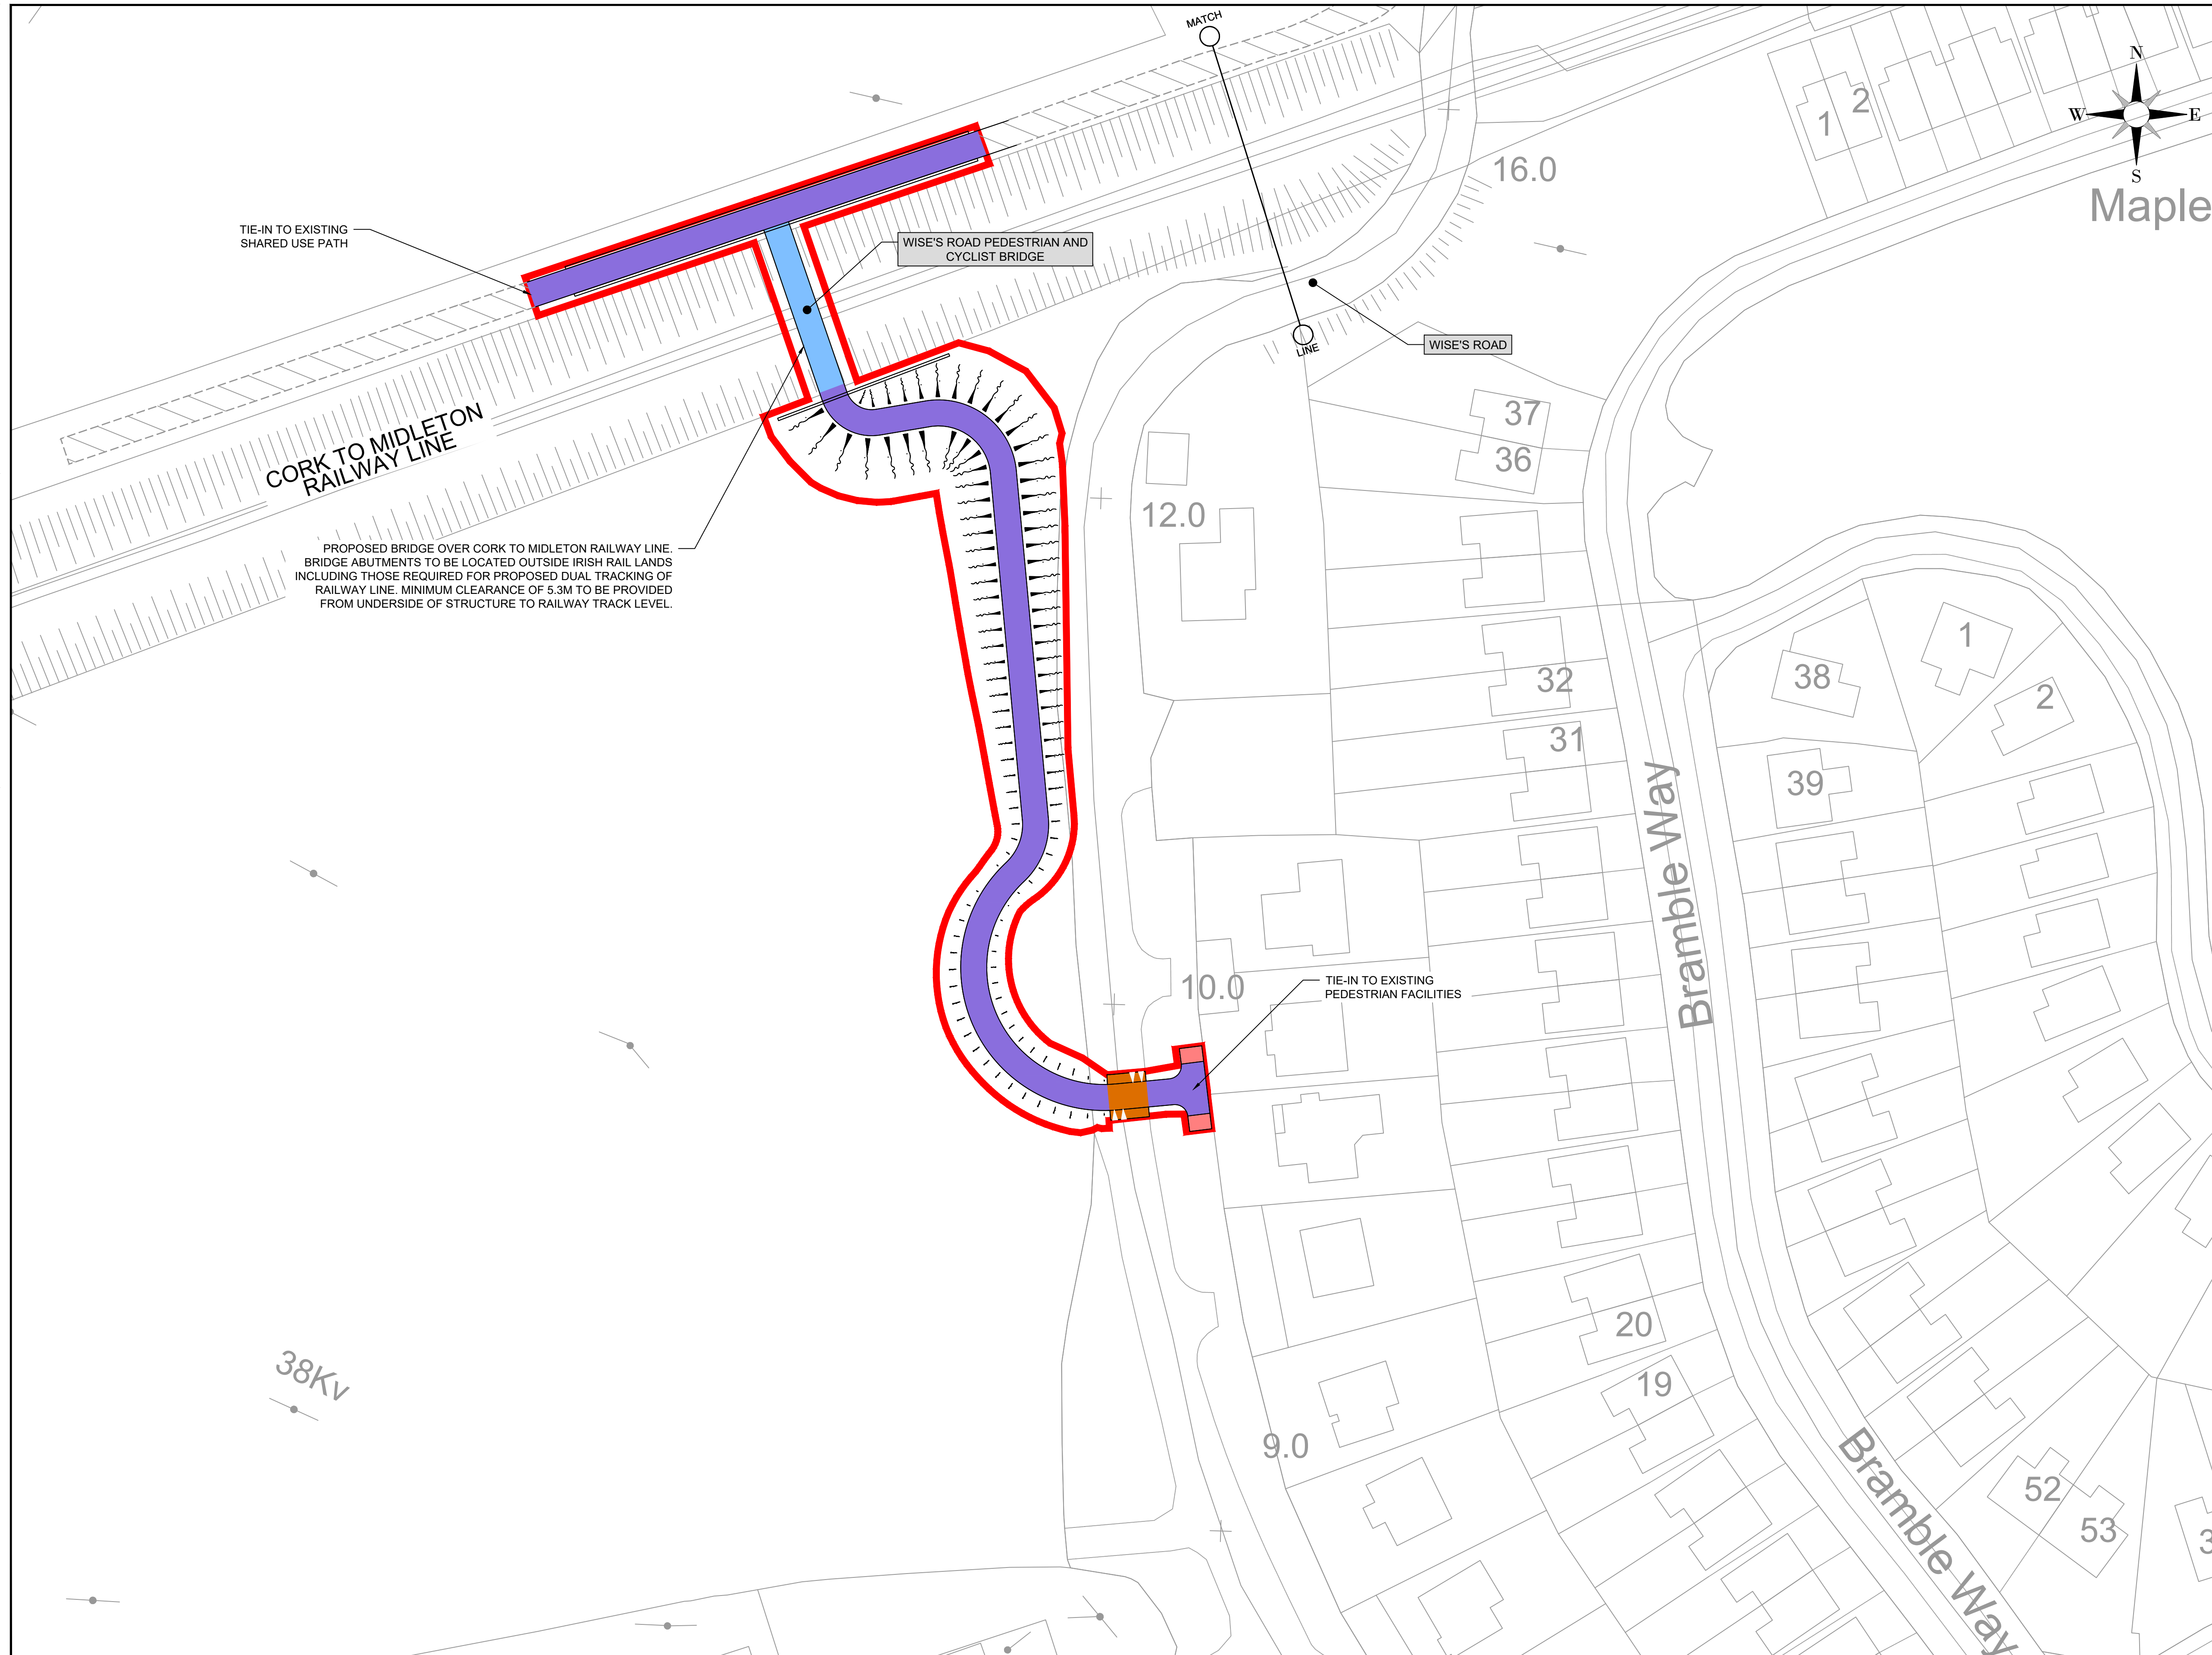 MATCH
N
W
E
S
1
2
Maple
16.0
TIE-IN TO EXISTING
SHARED USE PATH
WISE'S ROAD PEDESTRIAN AND
CYCLIST BRIDGE
LINE
WISE'S ROAD
CORK TO MIDLETON
RAILWAY LINE
37
36
12.0
PROPOSED BRIDGE OVER CORK TO MIDLETON RAILWAY LINE.
BRIDGE ABUTMENTS TO BE LOCATED OUTSIDE IRISH RAIL LANDS
INCLUDING THOSE REQUIRED FOR PROPOSED DUAL TRACKING OF
RAILWAY LINE. MINIMUM CLEARANCE OF 5.3M TO BE PROVIDED
FROM UNDERSIDE OF STRUCTURE TO RAILWAY TRACK LEVEL.
1
38
32
2
31
39
Bramble Way
10.0
TIE-IN TO EXISTING
PEDESTRIAN FACILITIES
20
38Kv
19
9.0
52
53
3
Bramble Way